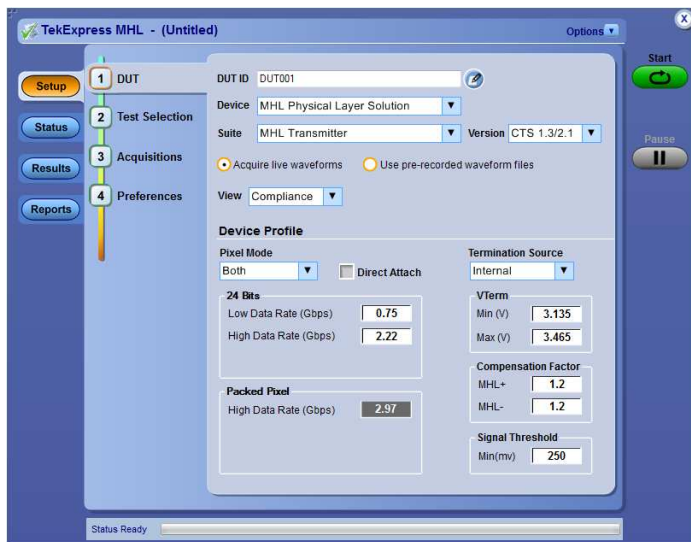 TekExpress MHL - (Untitled)
Options
X
Start
Pause
Setup
Status
Results
Reports
1 DUT
2 Test Selection
3 Acquisitions
4 Preferences
DUT ID DUT001
Device MHL Physical Layer Solution
Suite MHL Transmitter Version CTS 1.3/2.1
Acquire live waveforms Use pre-recorded waveform files
View Compliance
Device Profile
Pixel Mode Termination Source
Both Direct Attach Internal
24 Bits
Low Data Rate (Gbps) 0.75
High Data Rate (Gbps) 2.22
Packed Pixel
High Data Rate (Gbps) 2.97
VTerm
Min (V) 3.135
Max (V) 3.465
Compensation Factor
MHL+ 1.2
MHL- 1.2
Signal Threshold
Min(mv) 250
Status Ready